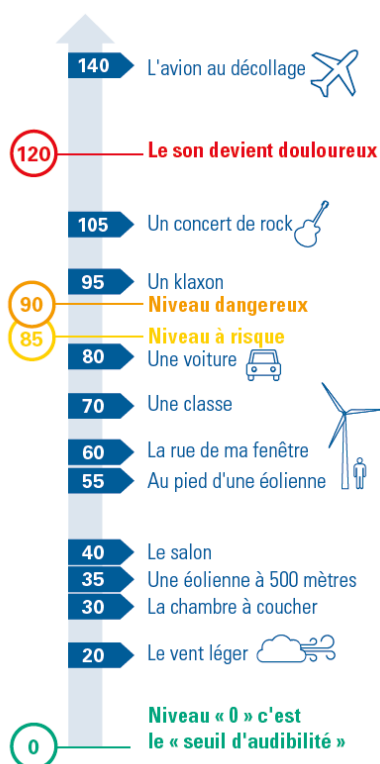 140 L'avion au décollage
120 Le son devient douloureux
105 Un concert de rock
95 Un klaxon
90 Niveau dangereux
85 Niveau à risque
80 Une voiture
70 Une classe
60 La rue de ma fenêtre
55 Au pied d'une éolienne
40 Le salon
35 Une éolienne à 500 mètres
30 La chambre à coucher
20 Le vent léger
Niveau « 0 » c'est
0 le « seuil d'audibilité »